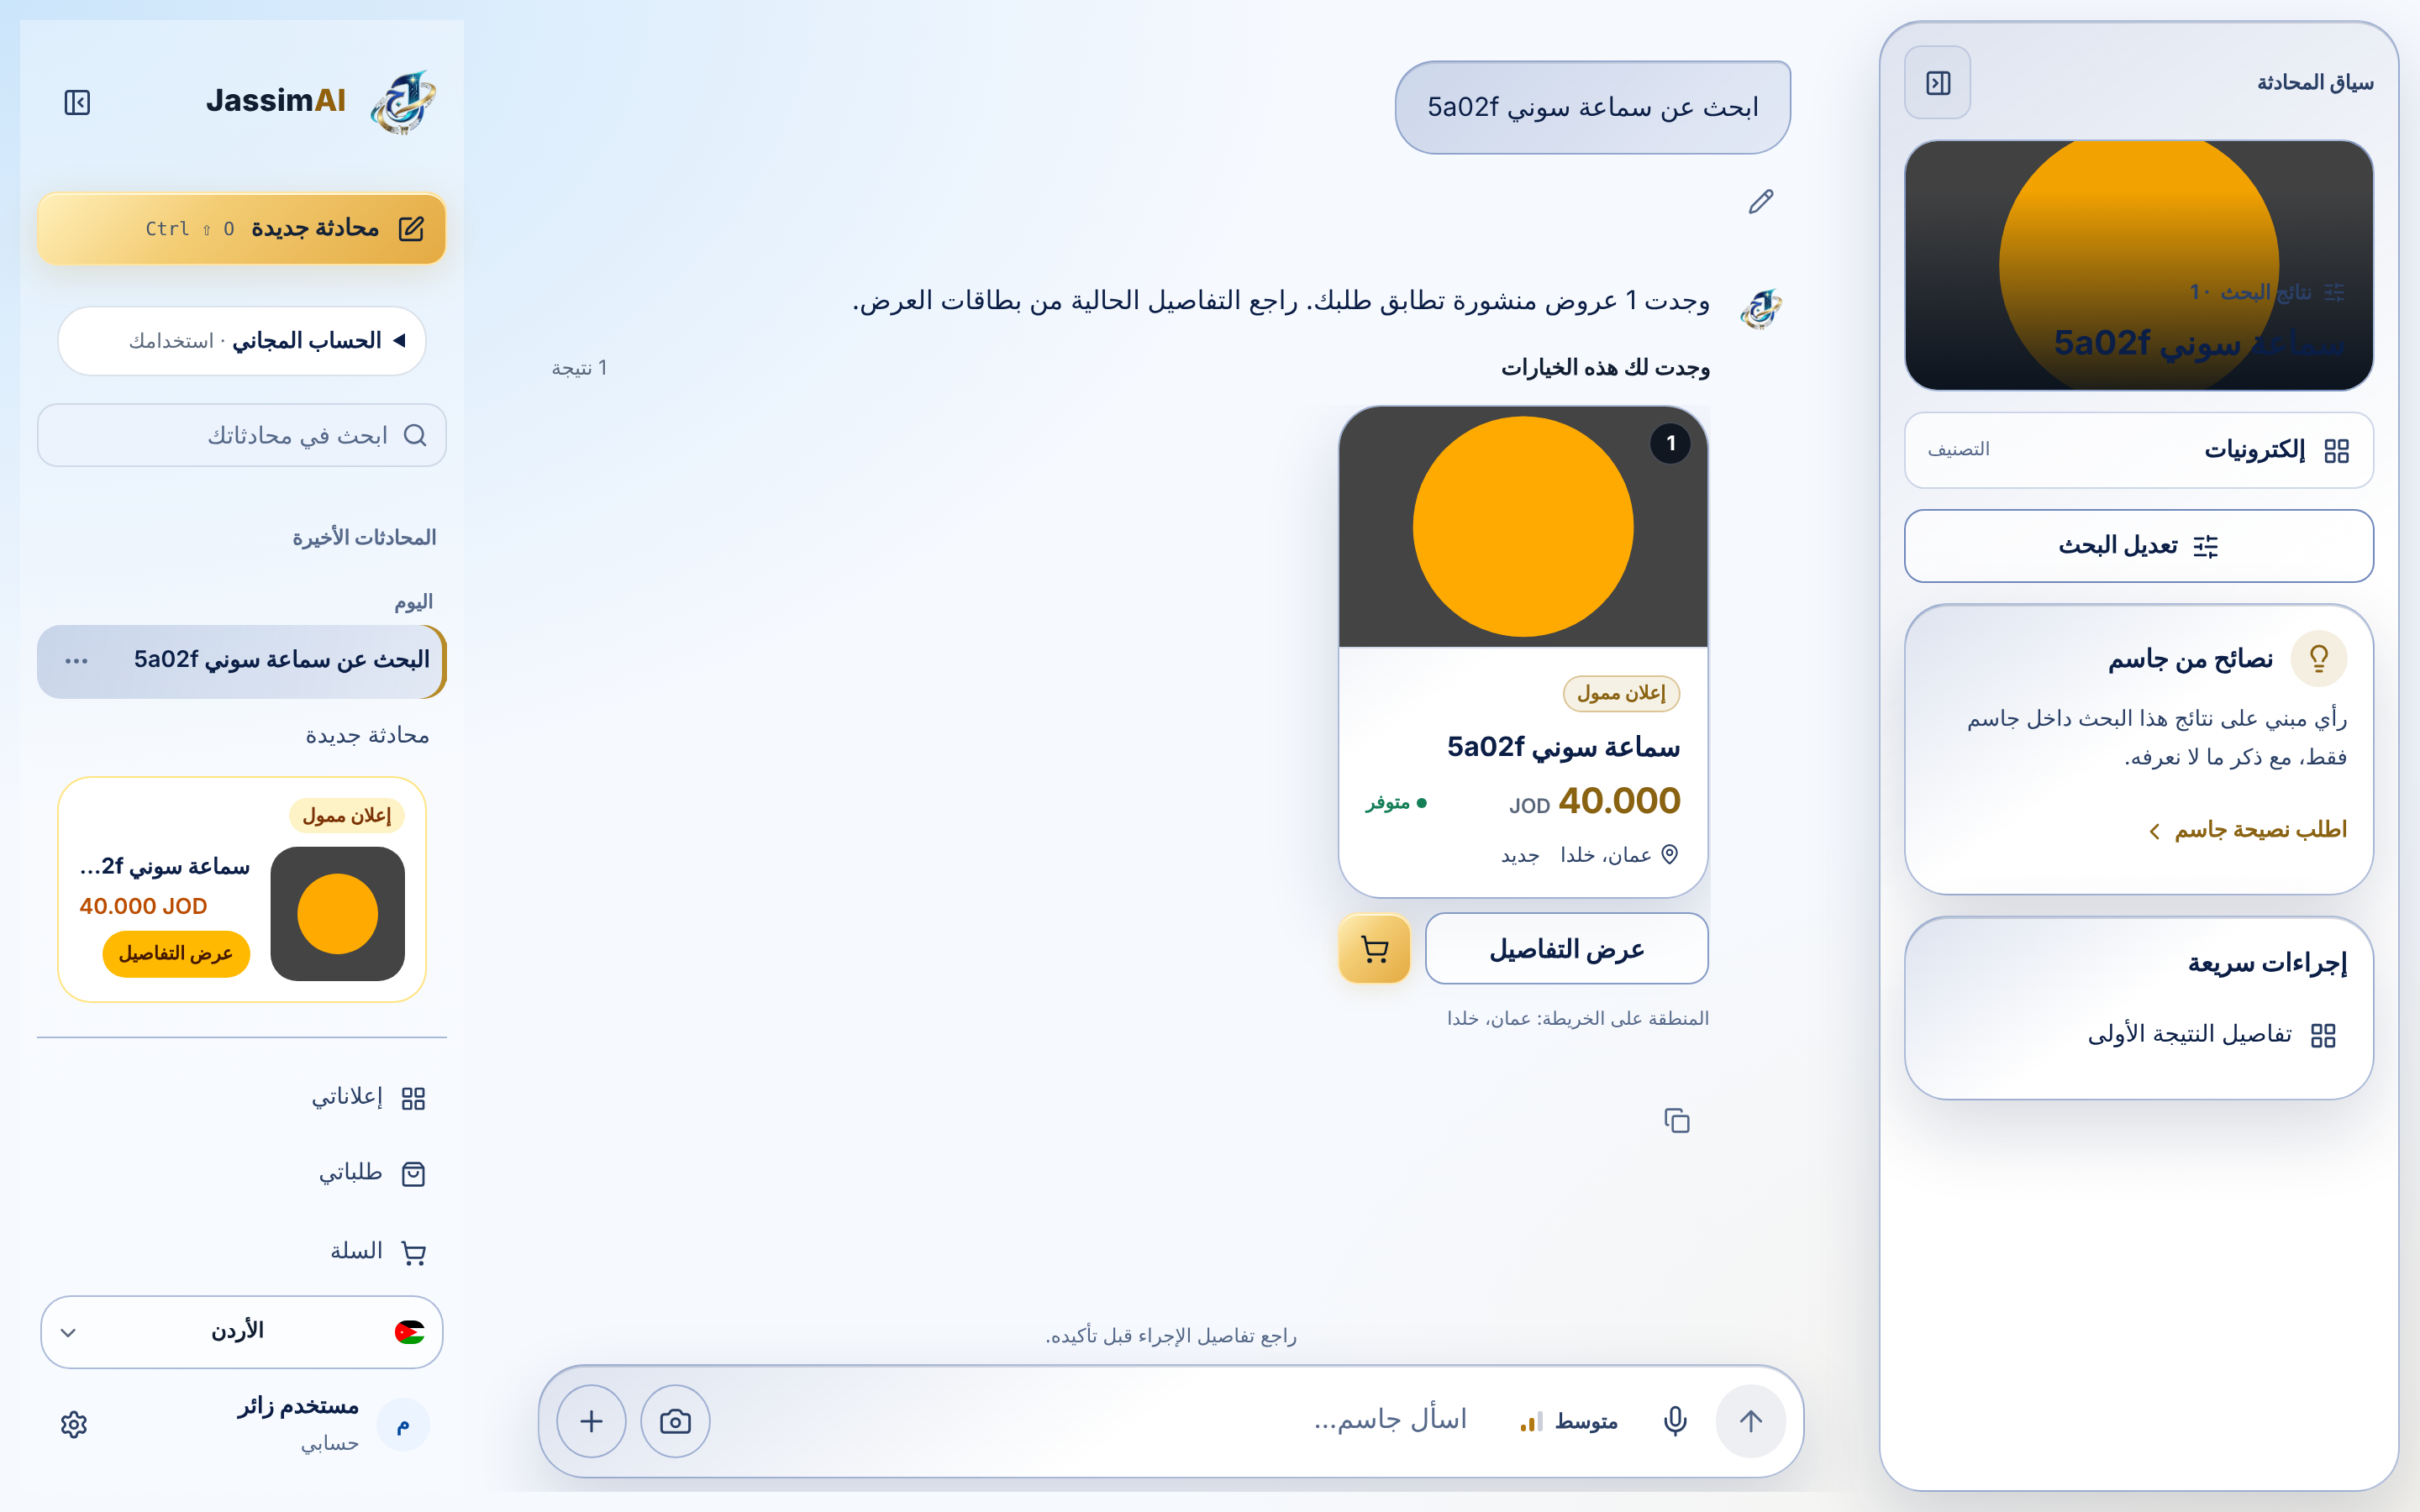 سياق المحادثة
نتائج البحث · 1
سماعة سوني 5a02f
إلكترونيات
التصنيف
تعديل البحث
نصائح من جاسم
رأي مبني على نتائج هذا البحث داخل جاسم
فقط، مع ذكر ما لا نعرفه.
اطلب نصيحة جاسم
إجراءات سريعة
تفاصيل النتيجة الأولى
ابحث عن سماعة سوني 5a02f
وجدت 1 عروض منشورة تطابق طلبك. راجع التفاصيل الحالية من بطاقات العرض.
وجدت لك هذه الخيارات
1 نتيجة
1
إعلان ممول
سماعة سوني 5a02f
40.000 JOD
متوفر
عمان، خلدا
جديد
عرض التفاصيل
المنطقة على الخريطة: عمان، خلدا
راجع تفاصيل الإجراء قبل تأكيده.
متوسط
اسأل جاسم...
JassimAI
محادثة جديدة Ctrl ⇧ O
الحساب المجاني · استخدامك
ابحث في محادثاتك
المحادثات الأخيرة
اليوم
البحث عن سماعة سوني 5a02f
محادثة جديدة
إعلان ممول
سماعة سوني 2f...
40.000 JOD
عرض التفاصيل
إعلاناتي
طلباتي
السلة
الأردن
م
مستخدم زائر
حسابي